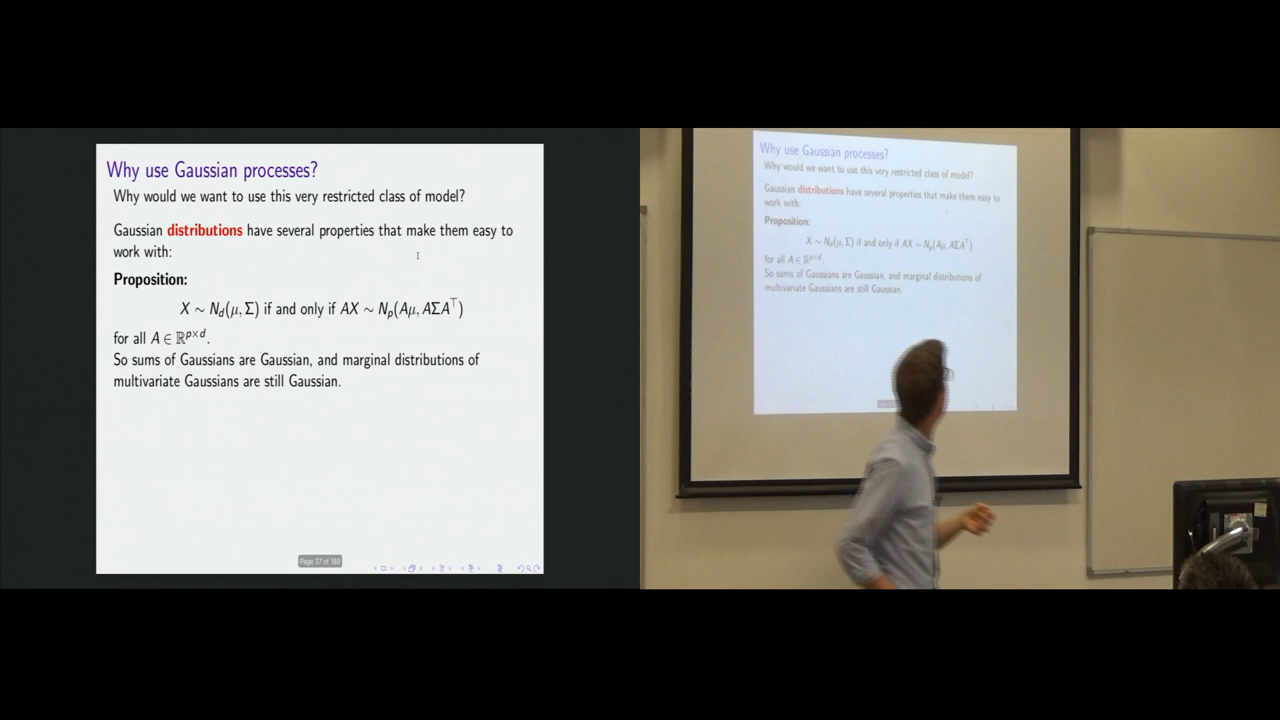 Why use Gaussian processes?
Why would we want to use this very restricted class of model?
Gaussian distributions have several properties that make them easy to
work with:
Proposition:
X ∼ N_d(μ, Σ) if and only if AX ∼ N_p(Aμ, AΣA^⊤)
for all A ∈ ℝ^{p×d}.
So sums of Gaussians are Gaussian, and marginal distributions of
multivariate Gaussians are still Gaussian.
Page 37 of 188
Why use Gaussian processes?
Why would we want to use this very restricted class of model?
Gaussian distributions have several properties that make them easy to
work with:
Proposition:
X ∼ N_d(μ, Σ) if and only if AX ∼ N_p(Aμ, AΣA^⊤)
for all A ∈ ℝ^{p×d}
So sums of Gaussians are Gaussian, and marginal distributions of
multivariate Gaussians are still Gaussian.